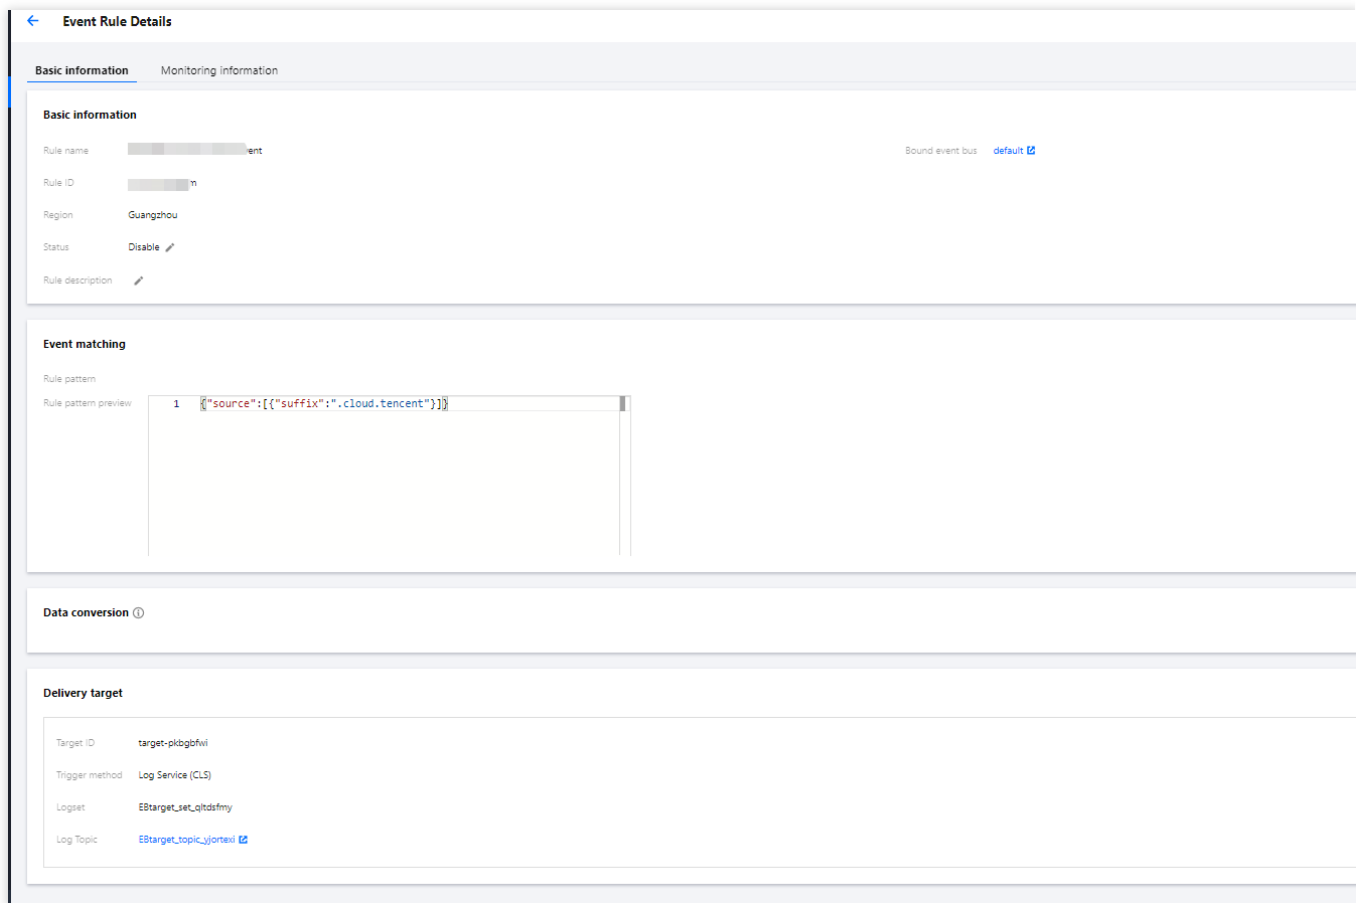 Event Rule Details
Basic information Monitoring information
Basic information
Rule name ent Bound event bus default
Rule ID
Region Guangzhou
Status Disable
Rule description
Event matching
Rule pattern
Rule pattern preview 1 {"source":[{"suffix":".cloud.tencent"}]}
Data conversion
Delivery target
Target ID target-pkbgbfwi
Trigger method Log Service (CLS)
Logset EBtarget_set_qltdsfmy
Log Topic EBtarget_topic_yjortexi